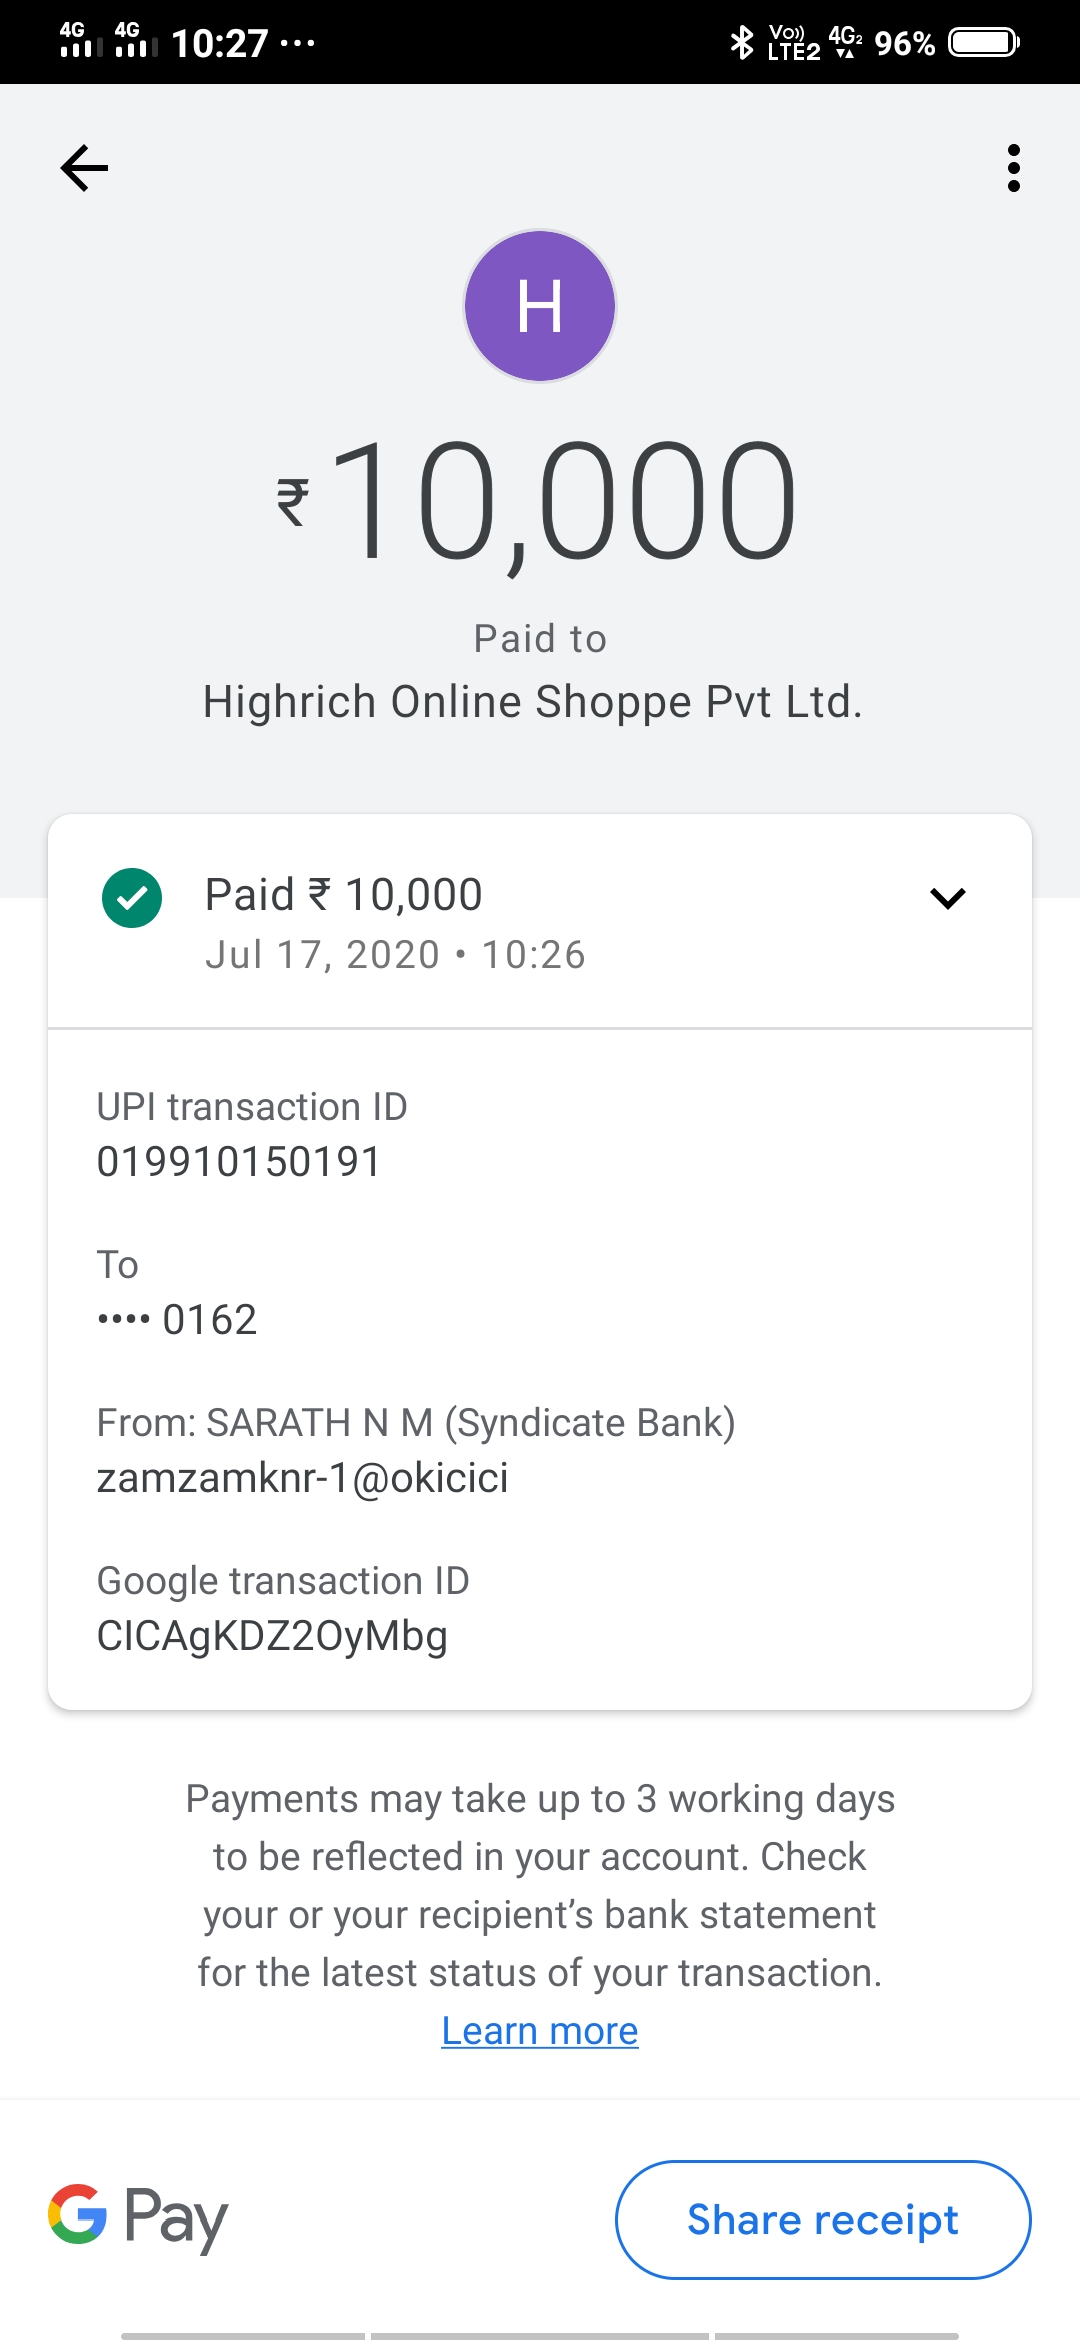 4G 4G 10:27 ...
Vo)) LTE2 4G2 96%
H
₹10,000
Paid to
Highrich Online Shoppe Pvt Ltd.
Paid ₹ 10,000
Jul 17, 2020 • 10:26
UPI transaction ID
019910150191
To
•••• 0162
From: SARATH N M (Syndicate Bank)
zamzamknr-1@okicici
Google transaction ID
CICAgKDZ2OyMbg
Payments may take up to 3 working days
to be reflected in your account. Check
your or your recipient’s bank statement
for the latest status of your transaction.
Learn more
G Pay
Share receipt